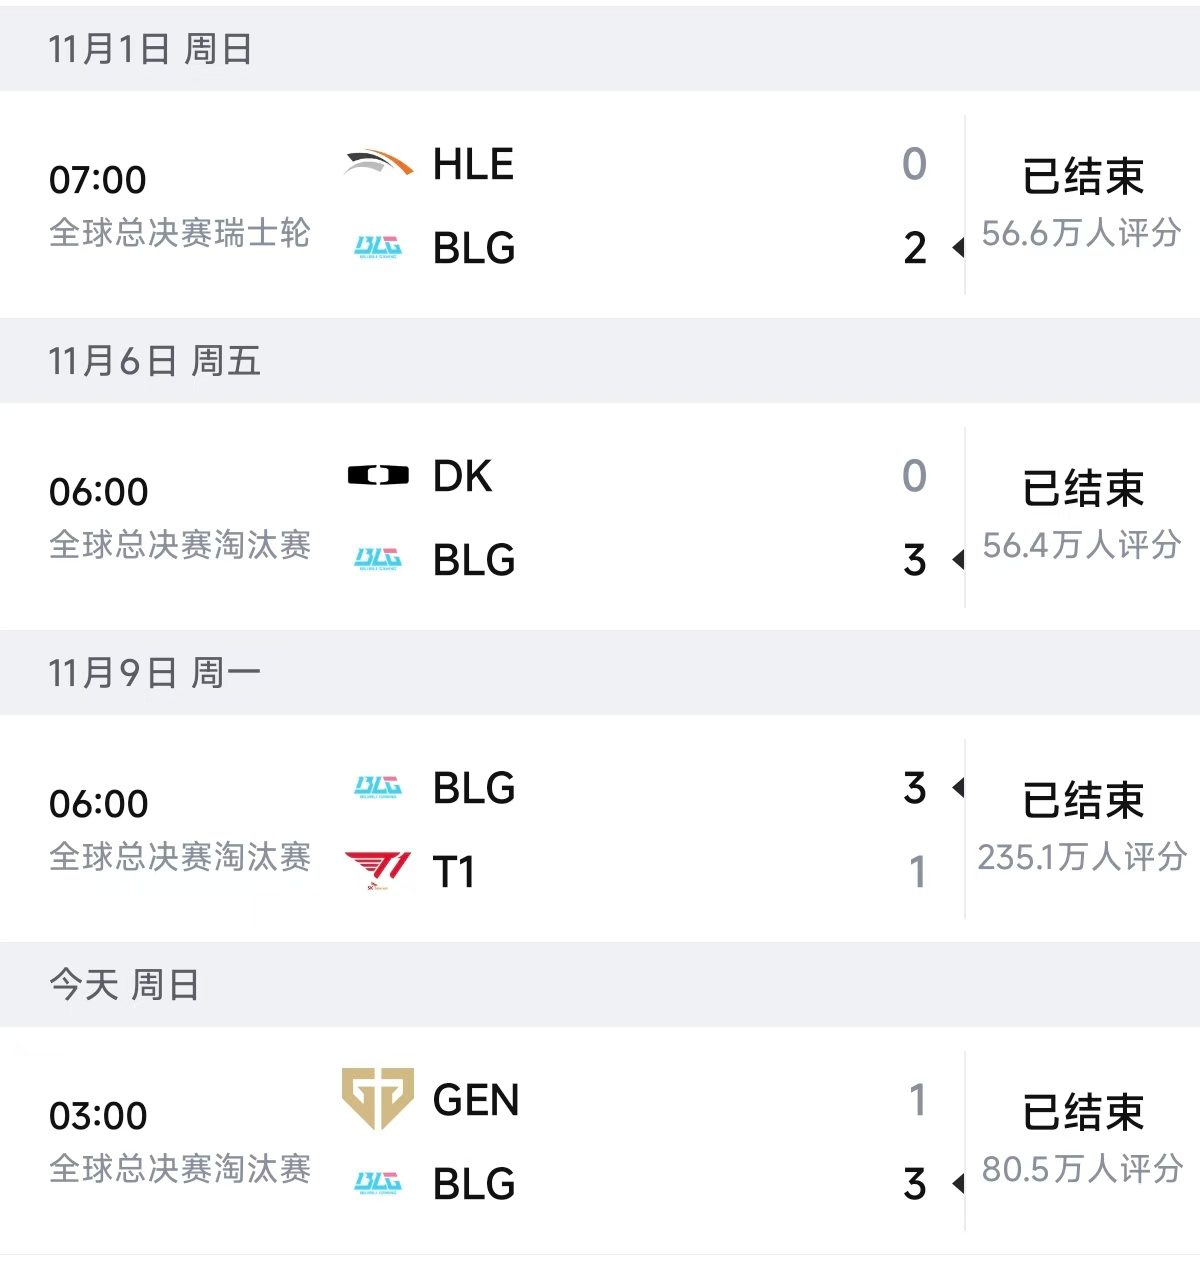 11月1日 周日
07:00
全球总决赛瑞士轮
HLE
0
BLG
2
已结束
56.6万人评分
11月6日 周五
06:00
全球总决赛淘汰赛
DK
0
BLG
3
已结束
56.4万人评分
11月9日 周一
06:00
全球总决赛淘汰赛
BLG
3
T1
1
已结束
235.1万人评分
今天 周日
03:00
全球总决赛淘汰赛
GEN
1
BLG
3
已结束
80.5万人评分